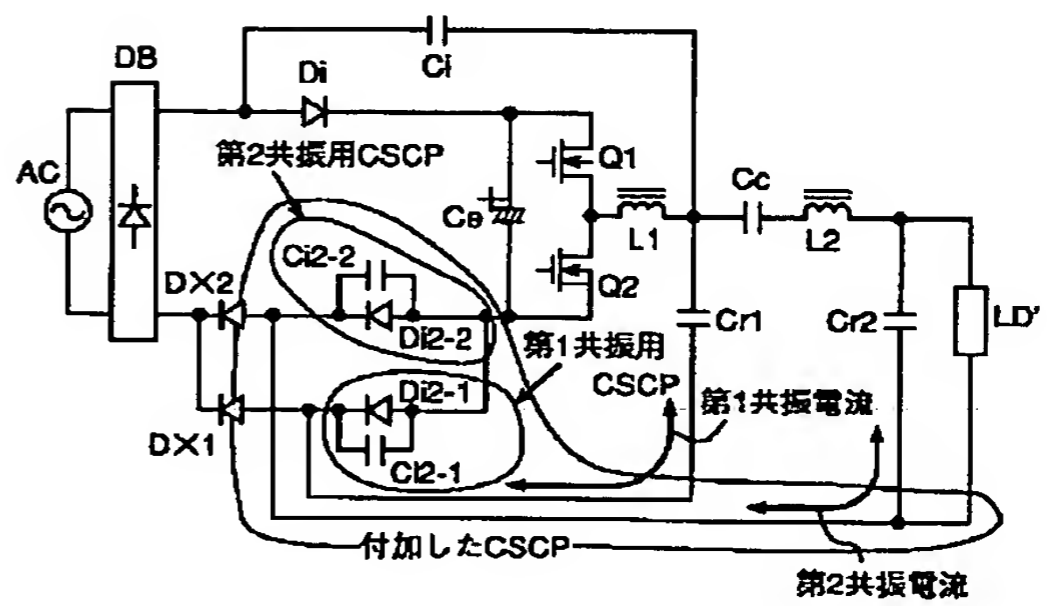 Ci
DB
Di
第2共振用CSCP
Q1
AC
Cc
Ce
L1
L2
Ci2-2
Q2
DX2
Di2-2
Cr1
Cr2
LD'
第1共振用
CSCP
Di2-1
第1共振電流
DX1
Ci2-1
付加したCSCP
第2共振電流